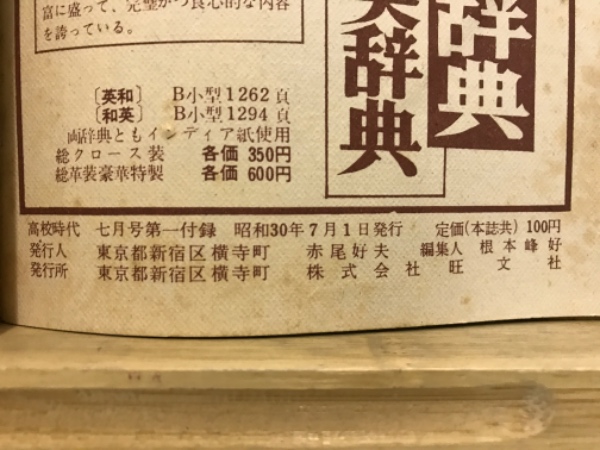 富に盛って、完璧かつ良心的な内容
を誇っている。
辞典
英辞典
〔英和〕 B小型1262頁
〔和英〕 B小型1294頁
両辞典ともインディア紙使用
総クロース装 各価 350円
総革装豪華特製 各価 600円
高校時代 七月号第一付録 昭和30年7月1日発行 定価(本誌共) 100円
発行人 東京都新宿区横寺町 赤尾好夫 編集人 根本峰好
発行所 東京都新宿区横寺町 株式会社 旺文社